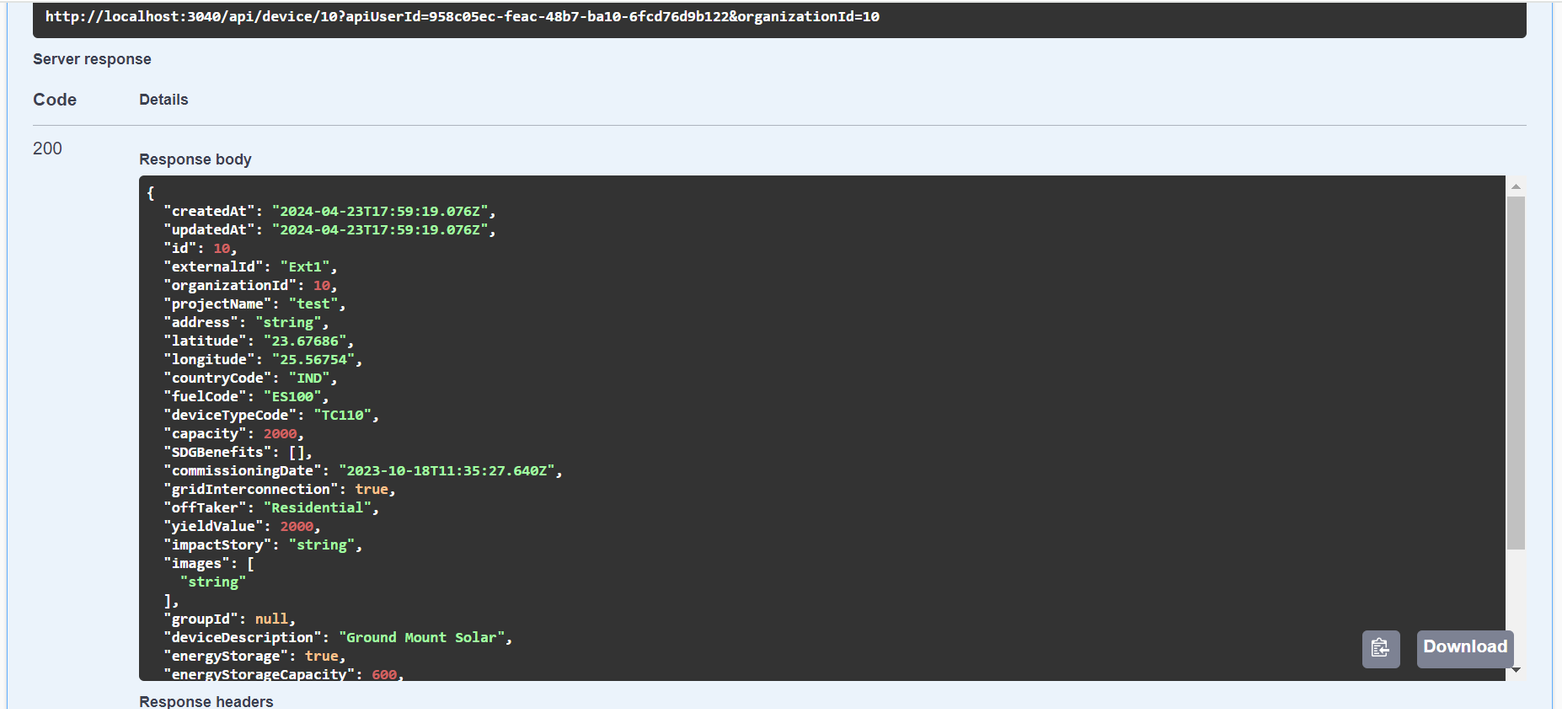 http://localhost:3040/api/device/10?apiUserId=958c05ec-feac-48b7-ba10-6fcd76d9b122&organizationId=10
Server response
Code Details
200
Response body
{
"createdAt": "2024-04-23T17:59:19.076Z",
"updatedAt": "2024-04-23T17:59:19.076Z",
"id": 10,
"externalId": "Ext1",
"organizationId": 10,
"projectName": "test",
"address": "string",
"latitude": "23.67686",
"longitude": "25.56754",
"countryCode": "IND",
"fuelCode": "ES100",
"deviceTypeCode": "TC110",
"capacity": 2000,
"SDGBenefits": [],
"commissioningDate": "2023-10-18T11:35:27.640Z",
"gridInterconnection": true,
"offTaker": "Residential",
"yieldValue": 2000,
"impactStory": "string",
"images": [
"string"
],
"groupId": null,
"deviceDescription": "Ground Mount Solar",
"energyStorage": true,
"energyStorageCapacity": 600,
Download
Response headers